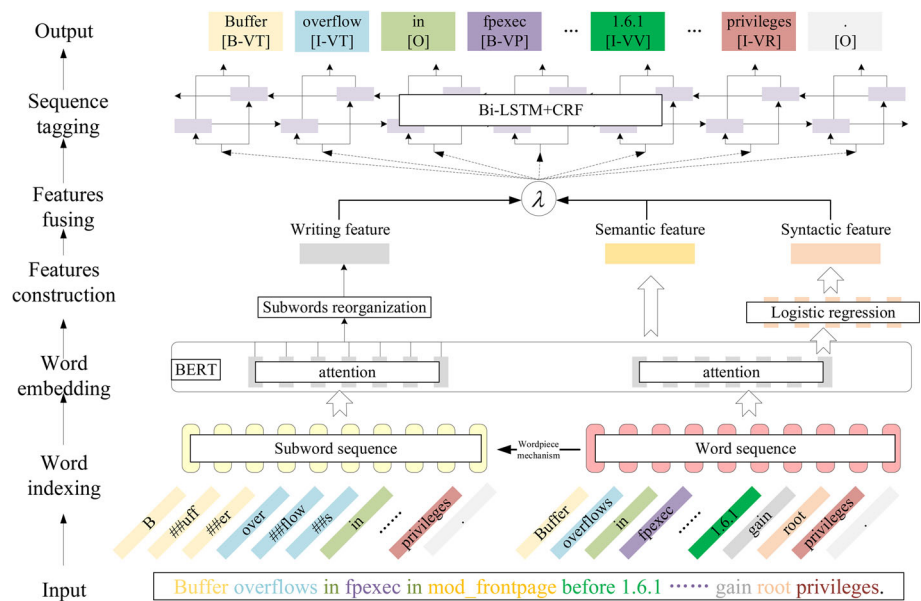 Output
Buffer
[B-VT]
overflow
[I-VT]
in
[O]
fpexec
[B-VP]
...
1.6.1
[I-VV]
...
privileges
[I-VR]
.
[O]
Sequence
tagging
Bi-LSTM+CRF
Features
fusing
λ
Writing feature
Semantic feature
Syntactic feature
Features
construction
Subwords reorganization
Logistic regression
Word
embedding
BERT
attention
attention
Word
indexing
Subword sequence
Wordpiece
mechanism
Word sequence
B
##uff
##er
over
##flow
##s
in
......
privileges
.
Buffer
overflows
in
fpexec
......
1.6.1
gain
root
privileges
.
Input
Buffer overflows in fpexec in mod_frontpage before 1.6.1 ...... gain root privileges.